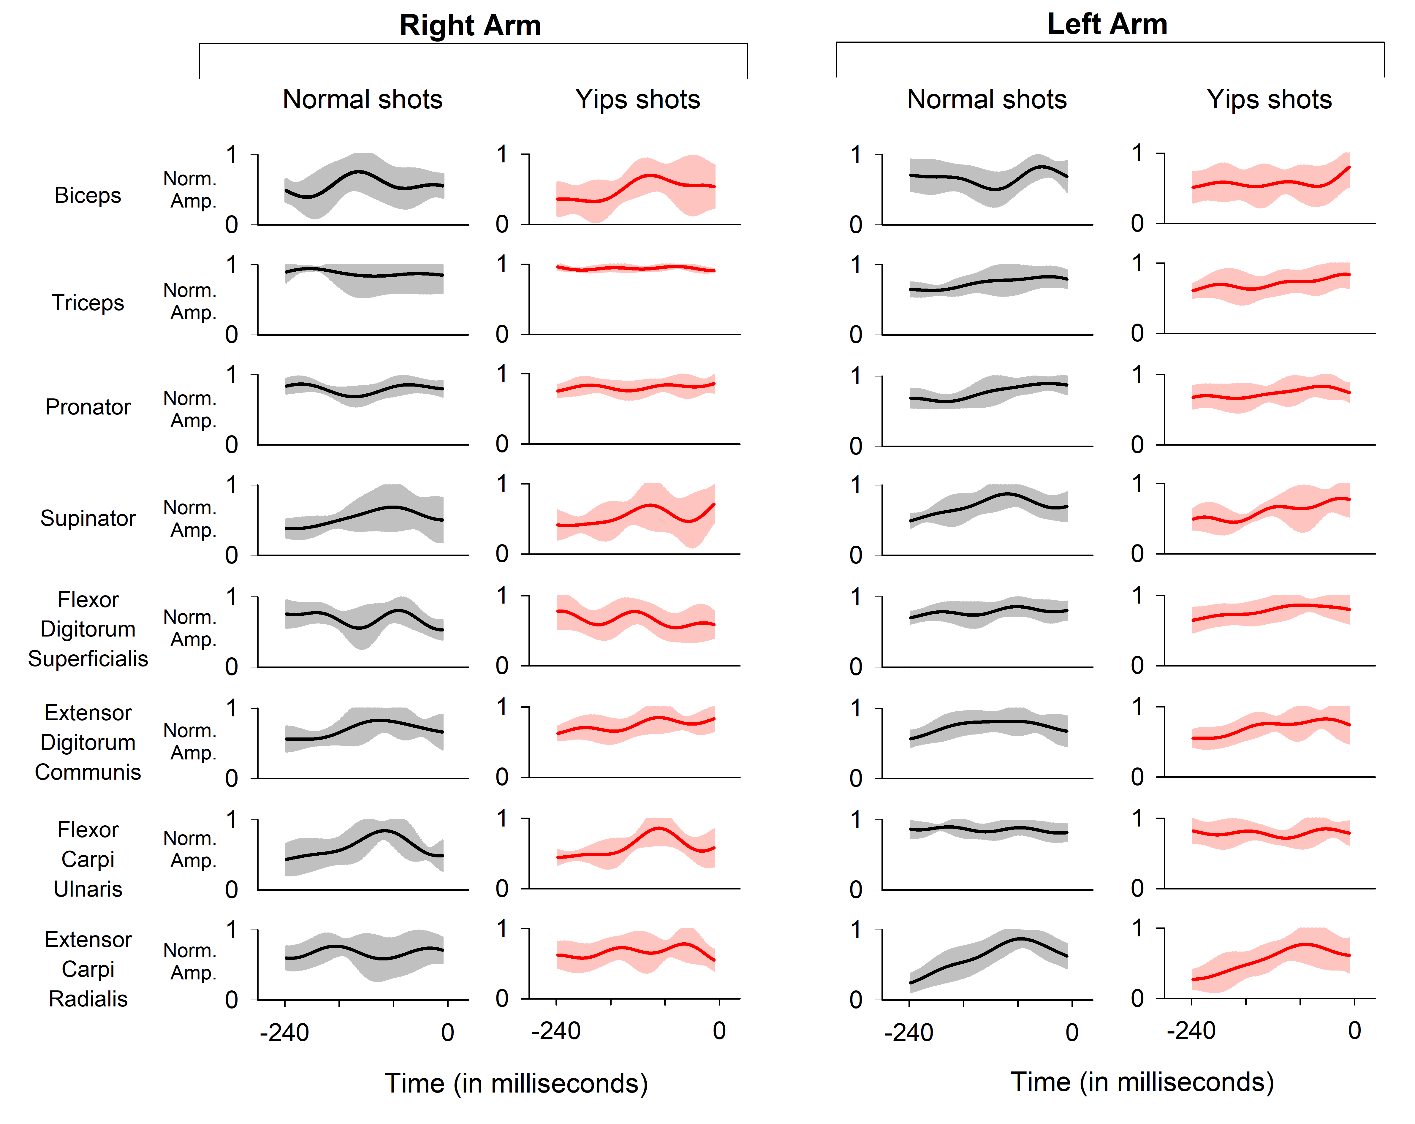 Right Arm
Left Arm
Normal shots
Yips shots
Normal shots
Yips shots
Biceps
Norm.
Amp.
1
0
1
0
1
0
1
0
Triceps
Norm.
Amp.
1
0
1
0
1
0
1
0
Pronator
Norm.
Amp.
1
0
1
0
1
0
1
0
Supinator
Norm.
Amp.
1
0
1
0
1
0
1
0
Flexor
Digitorum
Superficialis
Norm.
Amp.
1
0
1
0
1
0
1
0
Extensor
Digitorum
Communis
Norm.
Amp.
1
0
1
0
1
0
1
0
Flexor
Carpi
Ulnaris
Norm.
Amp.
1
0
1
0
1
0
1
0
Extensor
Carpi
Radialis
Norm.
Amp.
1
0
1
0
1
0
1
0
-240 0
-240 0
-240 0
-240 0
Time (in milliseconds)
Time (in milliseconds)